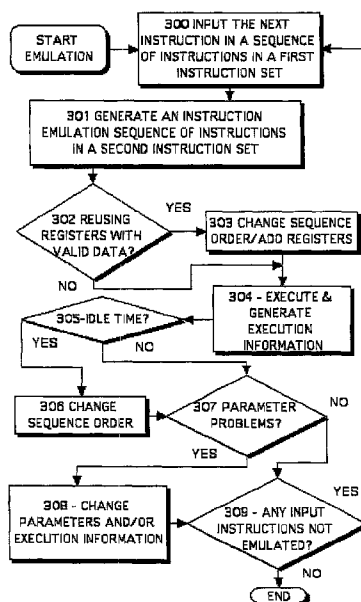 START
EMULATION
300 INPUT THE NEXT
INSTRUCTION IN A SEQUENCE
OF INSTRUCTIONS IN A FIRST
INSTRUCTION SET
301 GENERATE AN INSTRUCTION
EMULATION SEQUENCE OF INSTRUCTIONS
IN A SECOND INSTRUCTION SET
302 REUSING
REGISTERS WITH
VALID DATA?
YES
303 CHANGE SEQUENCE
ORDER/ADD REGISTERS
NO
304 - EXECUTE &
GENERATE
EXECUTION
INFORMATION
305-IDLE TIME?
YES
NO
306 CHANGE
SEQUENCE ORDER
307 PARAMETER
PROBLEMS?
NO
YES
308 - CHANGE
PARAMETERS AND/OR
EXECUTION INFORMATION
309 - ANY INPUT
INSTRUCTIONS NOT
EMULATED?
YES
NO
END